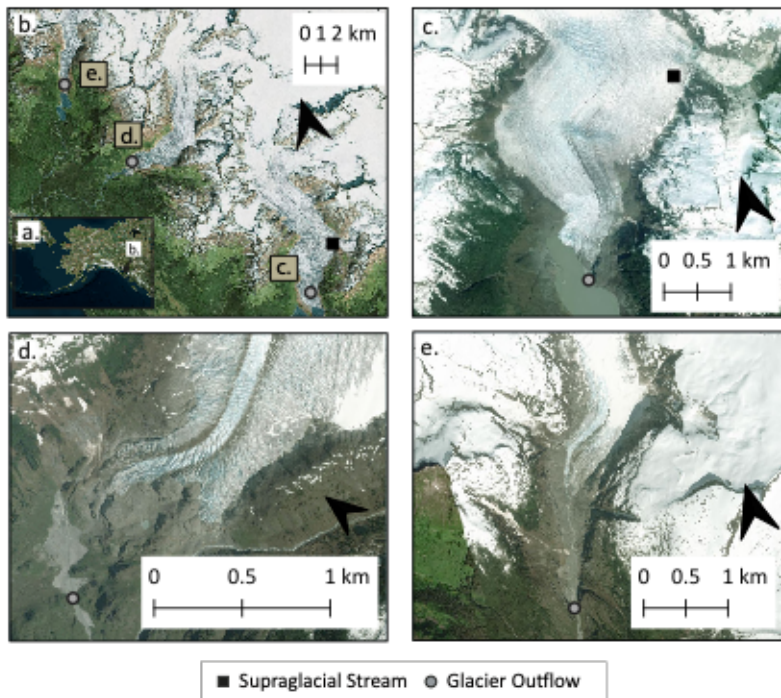 b.
0 1 2 km
e.
d.
a.
b.
c.
c.
0 0.5 1 km
d.
0 0.5 1 km
e.
0 0.5 1 km
Supraglacial Stream
Glacier Outflow